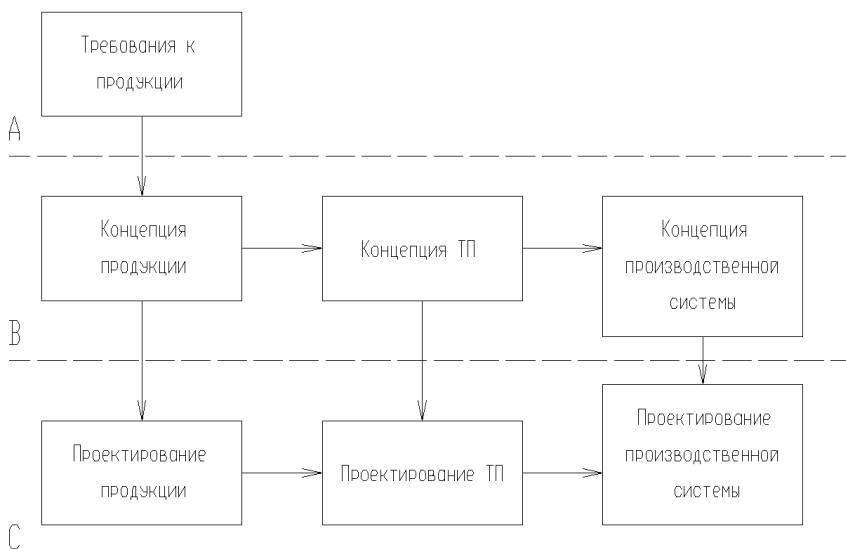 Требования к
продукции
А
Концепция
продукции
Концепция ТП
Концепция
производственной
системы
В
Проектирование
продукции
Проектирование ТП
Проектирование
производственной
системы
С